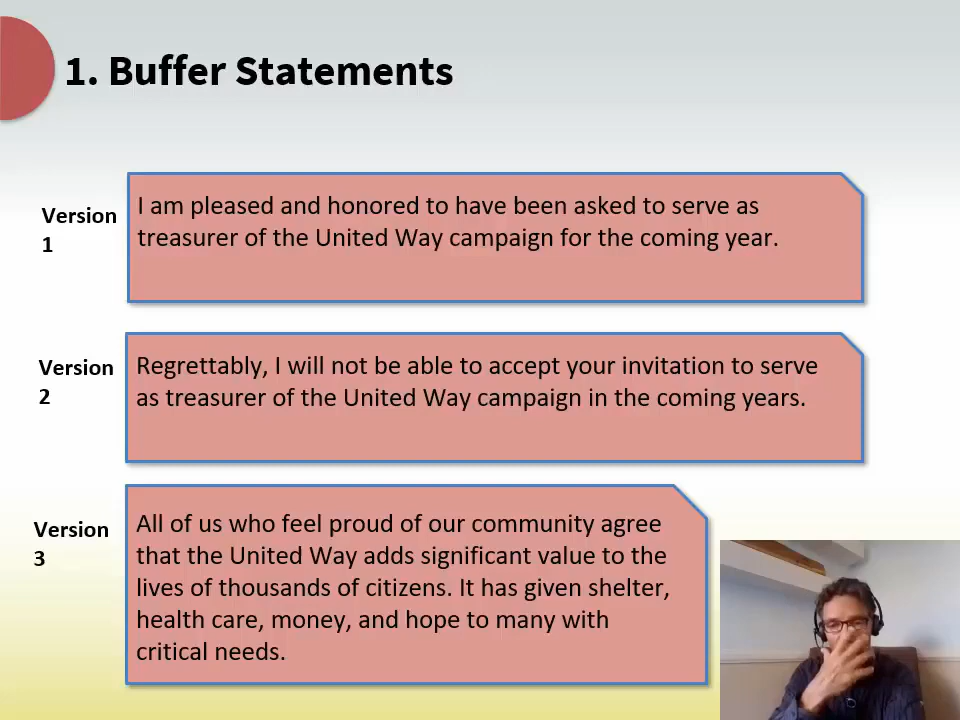 1. Buffer Statements
Version
1
I am pleased and honored to have been asked to serve as
treasurer of the United Way campaign for the coming year.
Version
2
Regrettably, I will not be able to accept your invitation to serve
as treasurer of the United Way campaign in the coming years.
Version
3
All of us who feel proud of our community agree
that the United Way adds significant value to the
lives of thousands of citizens. It has given shelter,
health care, money, and hope to many with
critical needs.